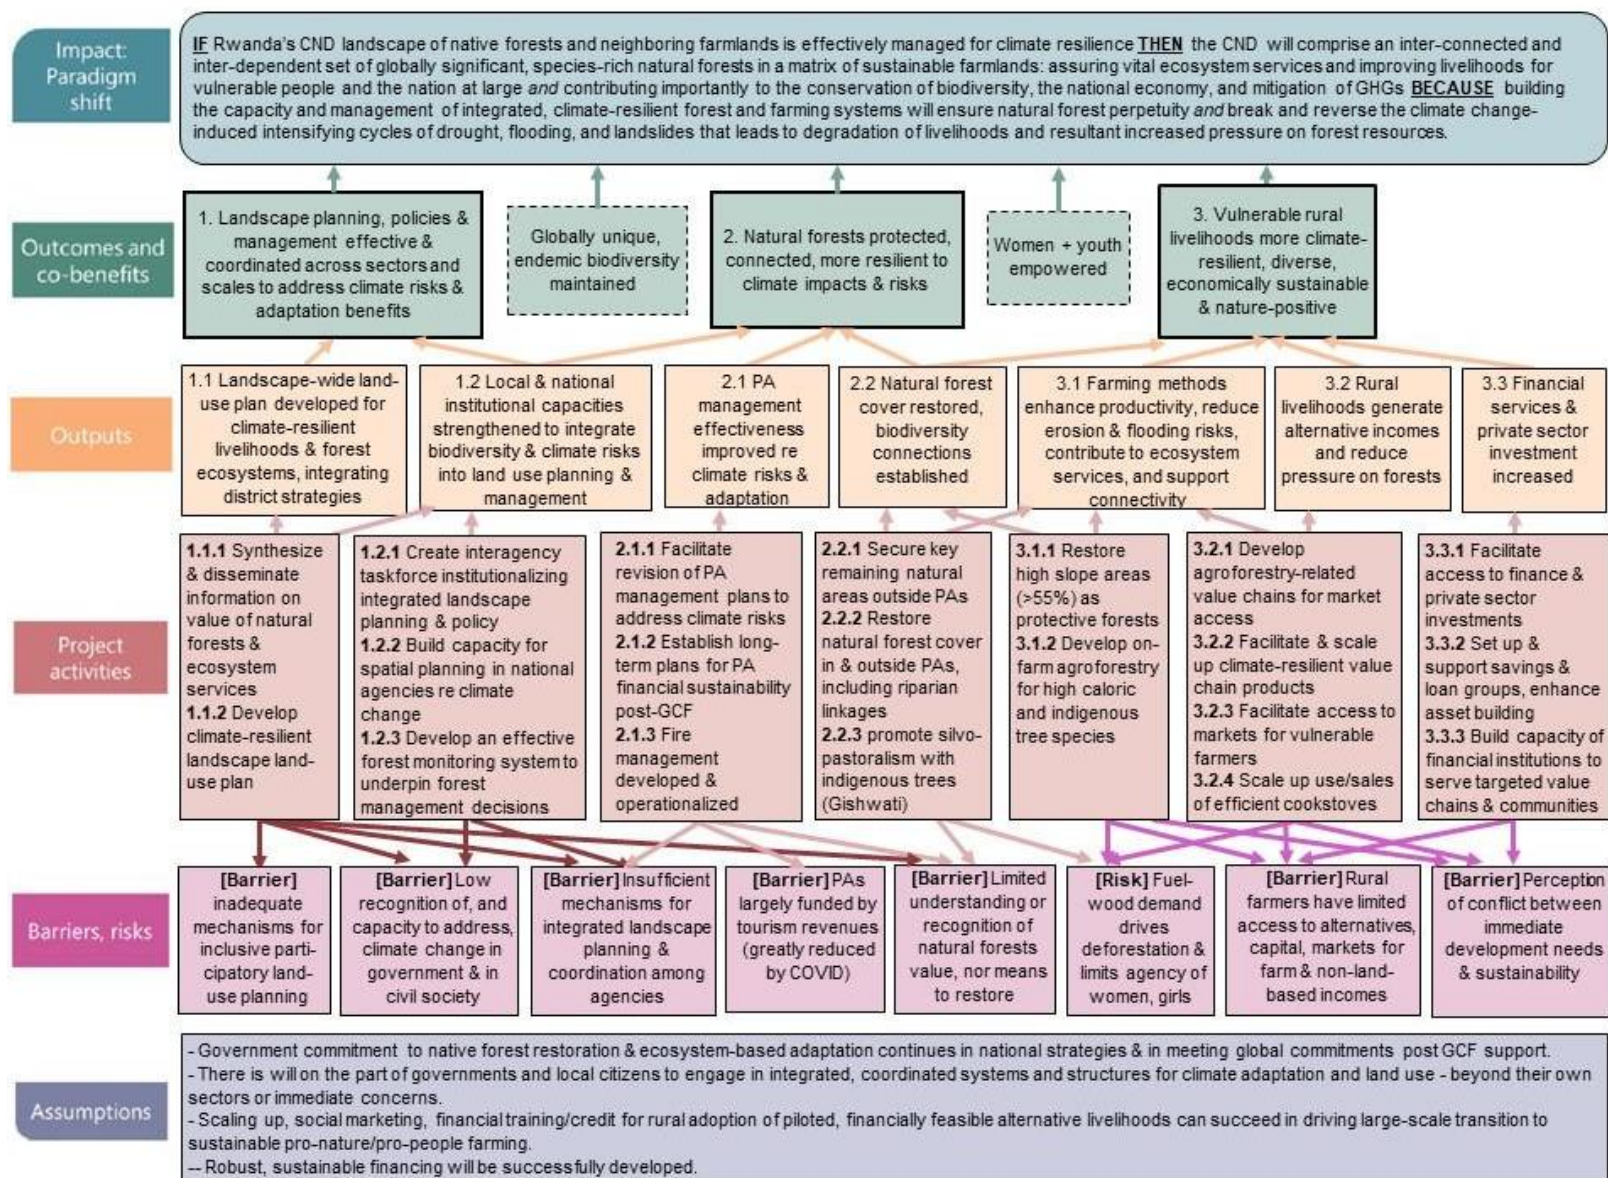 Impact:
Paradigm
shift
IF Rwanda's CND landscape of native forests and neighboring farmlands is effectively managed for climate resilience THEN the CND will comprise an inter-connected and
inter-dependent set of globally significant, species-rich natural forests in a matrix of sustainable farmlands: assuring vital ecosystem services and improving livelihoods for
vulnerable people and the nation at large and contributing importantly to the conservation of biodiversity, the national economy, and mitigation of GHGs BECAUSE building
the capacity and management of integrated, climate-resilient forest and farming systems will ensure natural forest perpetuity and break and reverse the climate change-
induced intensifying cycles of drought, flooding, and landslides that leads to degradation of livelihoods and resultant increased pressure on forest resources.
Outcomes and
co-benefits
1. Landscape planning, policies &
management effective &
coordinated across sectors and
scales to address climate risks &
adaptation benefits
Globally unique,
endemic biodiversity
maintained
2. Natural forests protected,
connected, more resilient to
climate impacts & risks
Women + youth
empowered
3. Vulnerable rural
livelihoods more climate-
resilient, diverse,
economically sustainable
& nature-positive
Outputs
1.1 Landscape-wide land-
use plan developed for
climate-resilient
livelihoods & forest
ecosystems, integrating
district strategies
1.2 Local & national
institutional capacities
strengthened to integrate
biodiversity & climate risks
into land use planning &
management
2.1 PA
management
effectiveness
improved re
climate risks &
adaptation
2.2 Natural forest
cover restored,
biodiversity
connections
established
3.1 Farming methods
enhance productivity, reduce
erosion & flooding risks,
contribute to ecosystem
services, and support
connectivity
3.2 Rural
livelihoods generate
alternative incomes
and reduce
pressure on forests
3.3 Financial
services &
private sector
investment
increased
Project
activities
1.1.1 Synthesize
& disseminate
information on
value of natural
forests &
ecosystem
services
1.1.2 Develop
climate-resilient
landscape land-
use plan
1.2.1 Create interagency
taskforce institutionalizing
integrated landscape
planning & policy
1.2.2 Build capacity for
spatial planning in national
agencies re climate
change
1.2.3 Develop an effective
forest monitoring system to
underpin forest
management decisions
2.1.1 Facilitate
revision of PA
management plans to
address climate risks
2.1.2 Establish long-
term plans for PA
financial sustainability
post-GCF
2.1.3 Fire
management
developed &
operationalized
2.2.1 Secure key
remaining natural
areas outside PAs
2.2.2 Restore
natural forest cover
in & outside PAs,
including riparian
linkages
2.2.3 promote silvo-
pastoralism with
indigenous trees
(Gishwati)
3.1.1 Restore
high slope areas
(>55%) as
protective forests
3.1.2 Develop on-
farm agroforestry
for high caloric
and indigenous
tree species
3.2.1 Develop
agroforestry-related
value chains for market
access
3.2.2 Facilitate & scale
up climate-resilient value
chain products
3.2.3 Facilitate access to
markets for vulnerable
farmers
3.2.4 Scale up use/sales
of efficient cookstoves
3.3.1 Facilitate
access to finance &
private sector
investments
3.3.2 Set up &
support savings &
loan groups, enhance
asset building
3.3.3 Build capacity of
financial institutions to
serve targeted value
chains & communities
Barriers, risks
[Barrier]
inadequate
mechanisms for
inclusive parti-
cipatory land-
use planning
[Barrier] Low
recognition of, and
capacity to address,
climate change in
government & in
civil society
[Barrier] Insufficient
mechanisms for
integrated landscape
planning &
coordination among
agencies
[Barrier] PAs
largely funded by
tourism revenues
(greatly reduced
by COVID)
[Barrier] Limited
understanding or
recognition of
natural forests
value, nor means
to restore
[Risk] Fuel-
wood demand
drives
deforestation &
limits agency of
women, girls
[Barrier] Rural
farmers have limited
access to alternatives,
capital, markets for
farm & non-land-
based incomes
[Barrier] Perception
of conflict between
immediate
development needs
& sustainability
Assumptions
- Government commitment to native forest restoration & ecosystem-based adaptation continues in national strategies & in meeting global commitments post GCF support.
- There is will on the part of governments and local citizens to engage in integrated, coordinated systems and structures for climate adaptation and land use - beyond their own
sectors or immediate concerns.
- Scaling up, social marketing, financial training/credit for rural adoption of piloted, financially feasible alternative livelihoods can succeed in driving large-scale transition to
sustainable pro-nature/pro-people farming.
-- Robust, sustainable financing will be successfully developed.